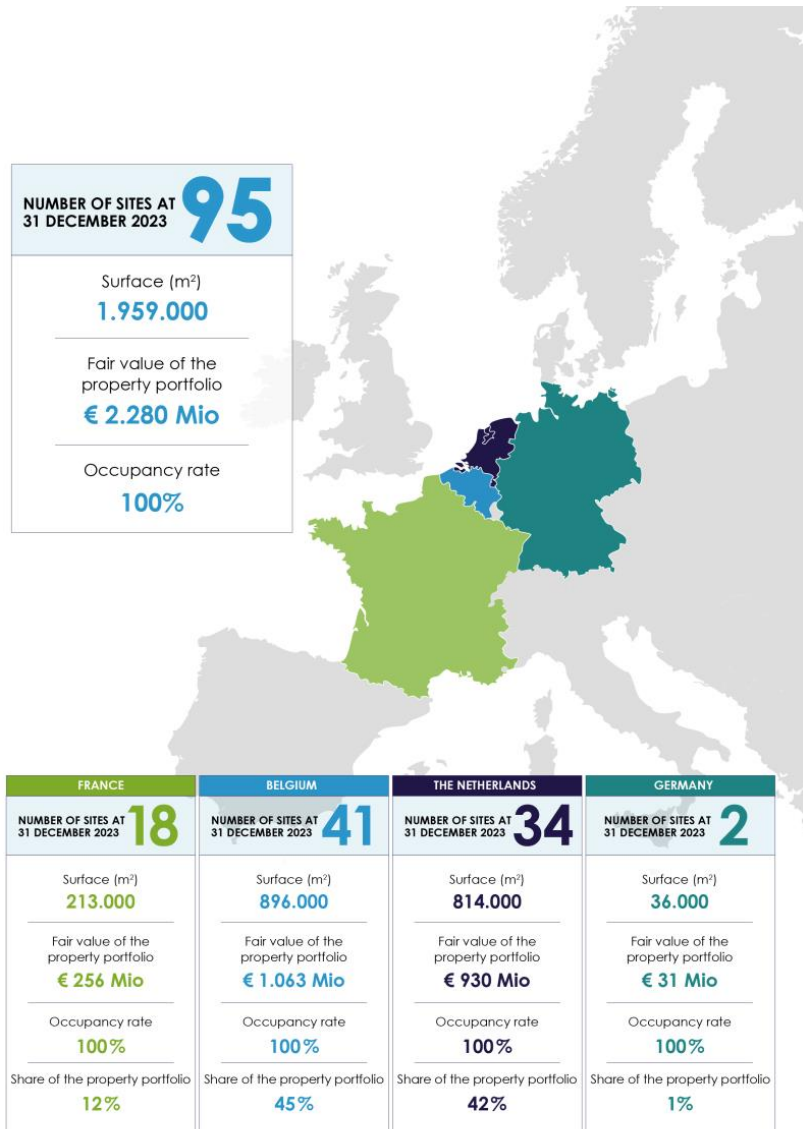 NUMBER OF SITES AT
31 DECEMBER 2023
95
Surface (m²)
1.959.000
Fair value of the
property portfolio
€ 2.280 Mio
Occupancy rate
100%
FRANCE
NUMBER OF SITES AT
31 DECEMBER 2023
18
Surface (m²)
213.000
Fair value of the
property portfolio
€ 256 Mio
Occupancy rate
100%
Share of the property portfolio
12%
BELGIUM
NUMBER OF SITES AT
31 DECEMBER 2023
41
Surface (m²)
896.000
Fair value of the
property portfolio
€ 1.063 Mio
Occupancy rate
100%
Share of the property portfolio
45%
THE NETHERLANDS
NUMBER OF SITES AT
31 DECEMBER 2023
34
Surface (m²)
814.000
Fair value of the
property portfolio
€ 930 Mio
Occupancy rate
100%
Share of the property portfolio
42%
GERMANY
NUMBER OF SITES AT
31 DECEMBER 2023
2
Surface (m²)
36.000
Fair value of the
property portfolio
€ 31 Mio
Occupancy rate
100%
Share of the property portfolio
1%